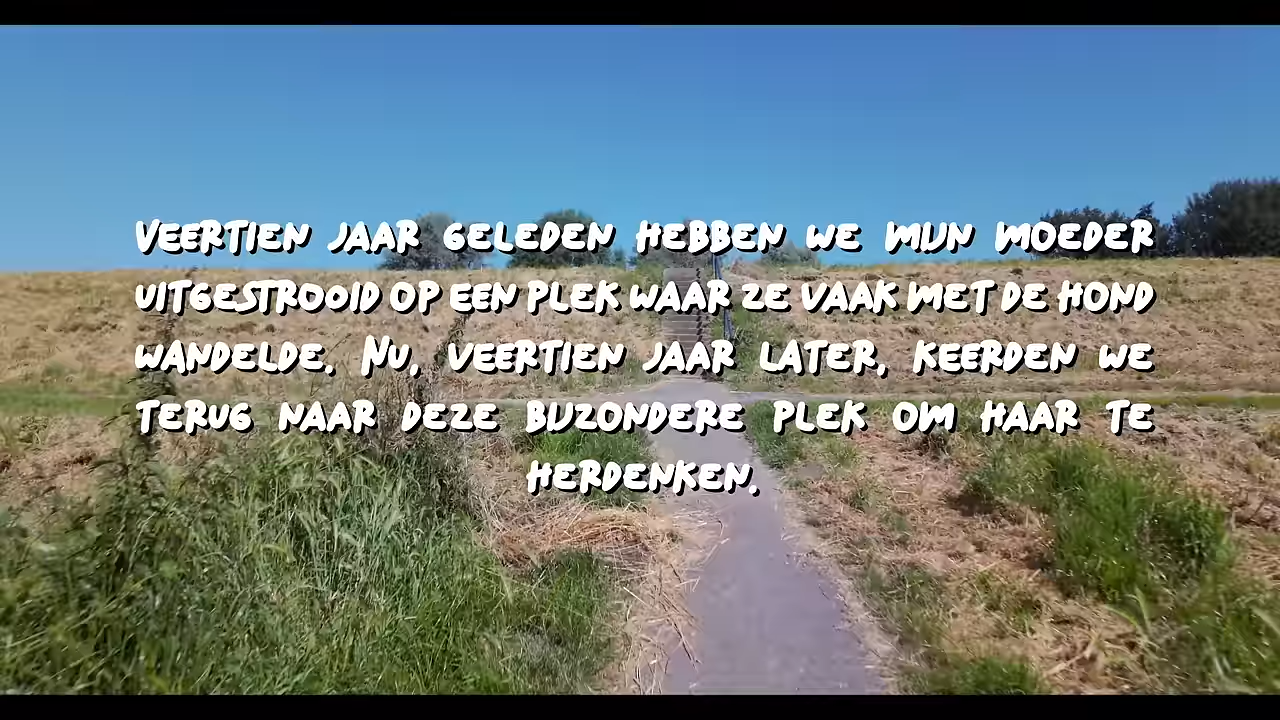 Veertien jaar geleden hebben we mijn moeder
uitgestrooid op een plek waar ze vaak met de hond
wandelde. Nu, veertien jaar later, keerden we
terug naar deze bijzondere plek om haar te
herdenken.